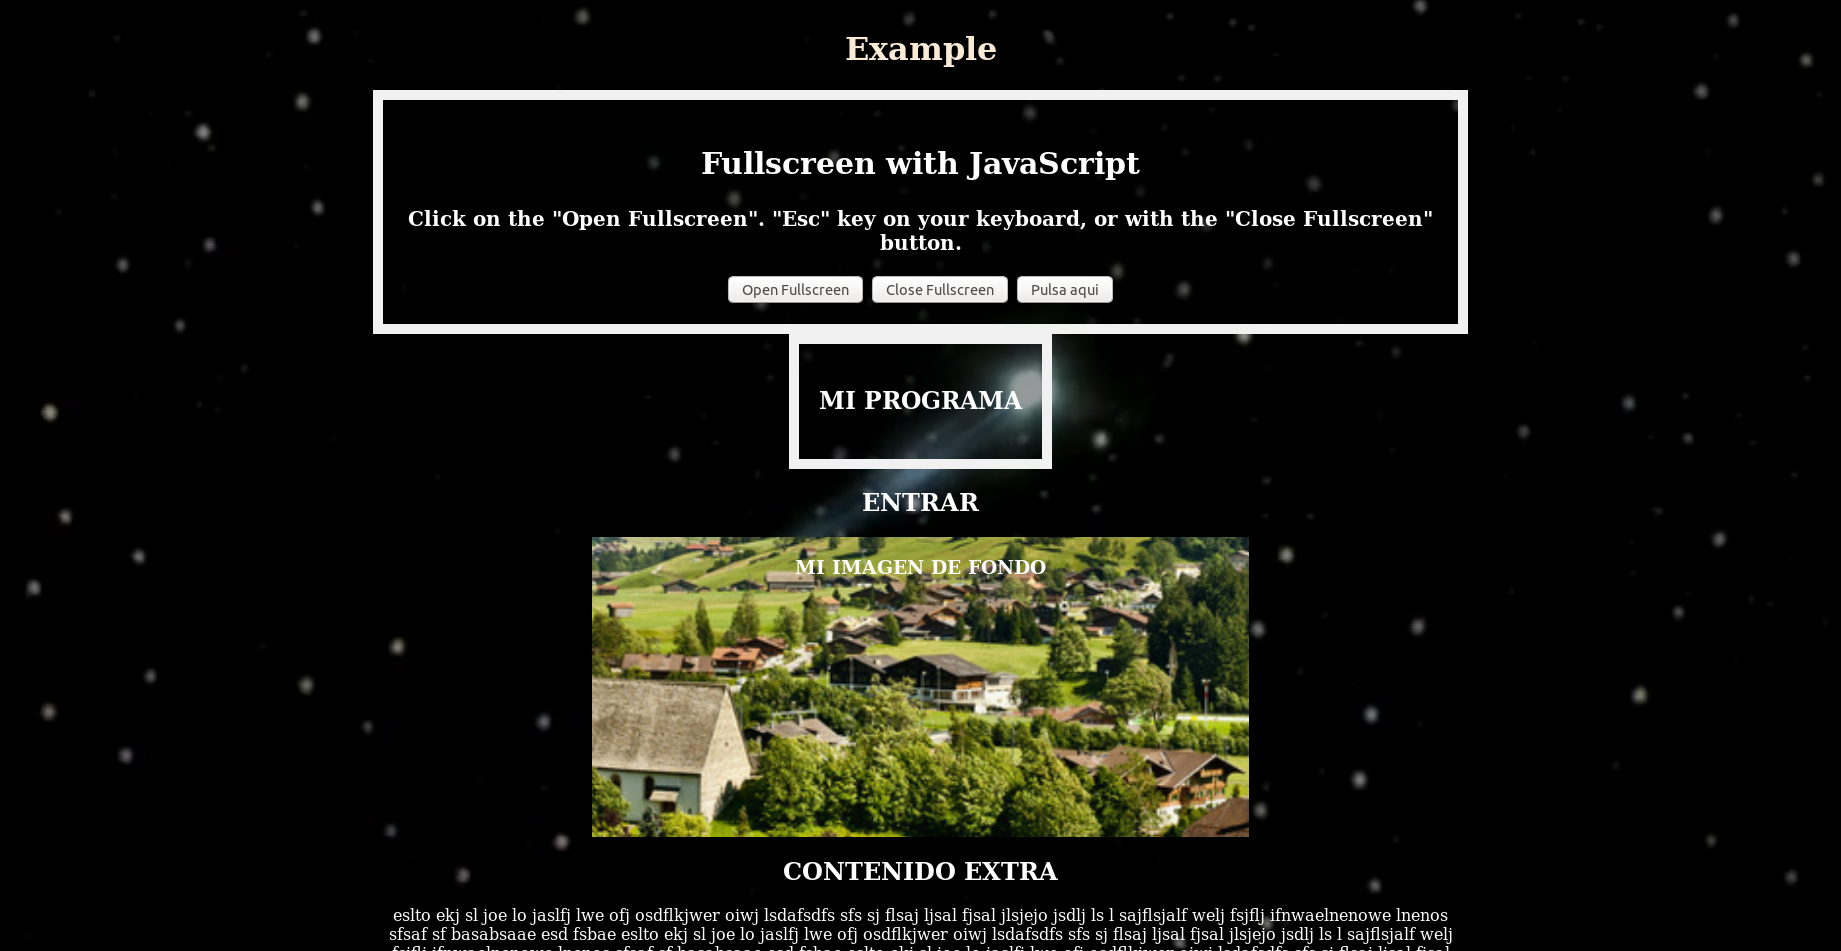 Example
Fullscreen with JavaScript
Click on the "Open Fullscreen". "Esc" key on your keyboard, or with the "Close Fullscreen"
button.
Open Fullscreen Close Fullscreen Pulsa aqui
MI PROGRAMA
ENTRAR
MI IMAGEN DE FONDO
CONTENIDO EXTRA
eslto ekj sl joe lo jaslfj lwe ofj osdflkjwer oiwj lsdafsdfs sfs sj flsaj ljsal fjsal jlsjejo jsdlj ls l sajflsjalf welj fsjflj ifnwaelnenowe lnenos
sfsaf sf basabsaae esd fsbae eslto ekj sl joe lo jaslfj lwe ofj osdflkjwer oiwj lsdafsdfs sfs sj flsaj ljsal fjsal jlsjejo jsdlj ls l sajflsjalf welj